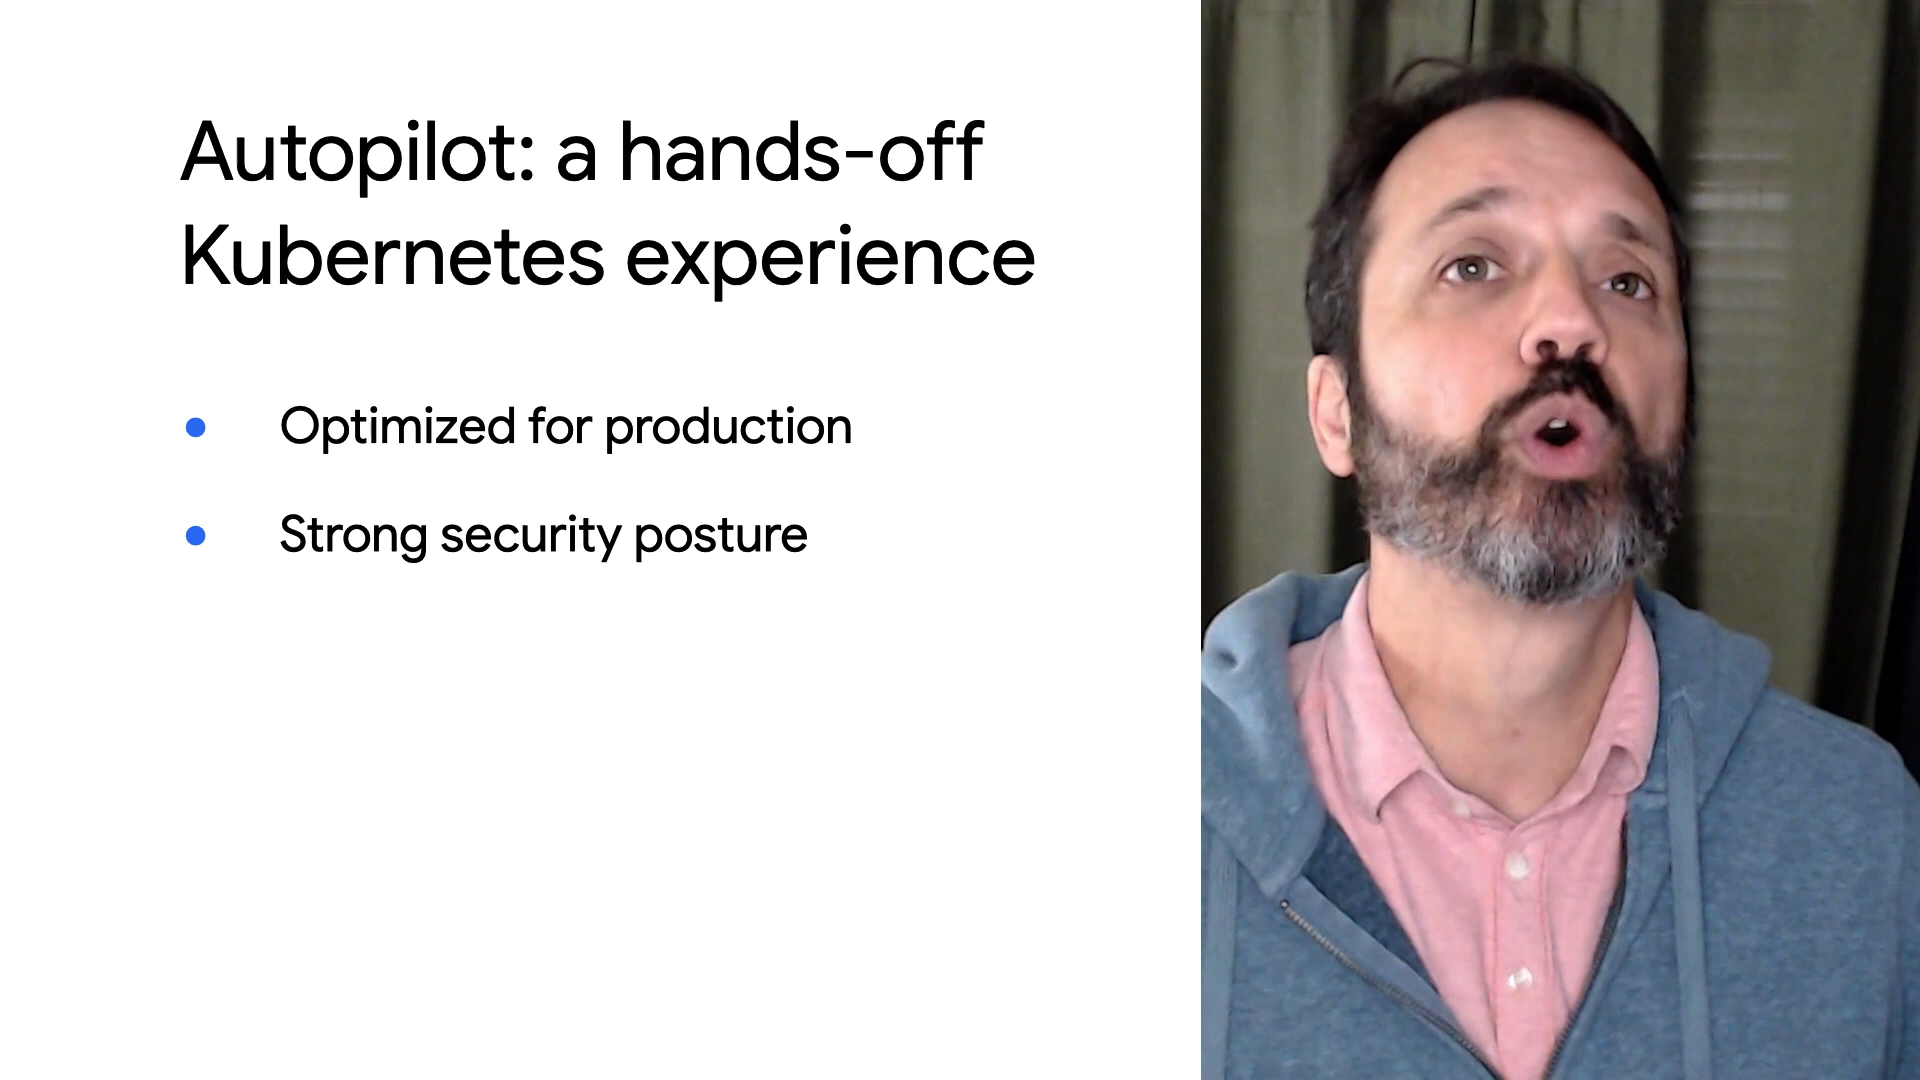 Autopilot: a hands-off
Kubernetes experience
Optimized for production
Strong security posture